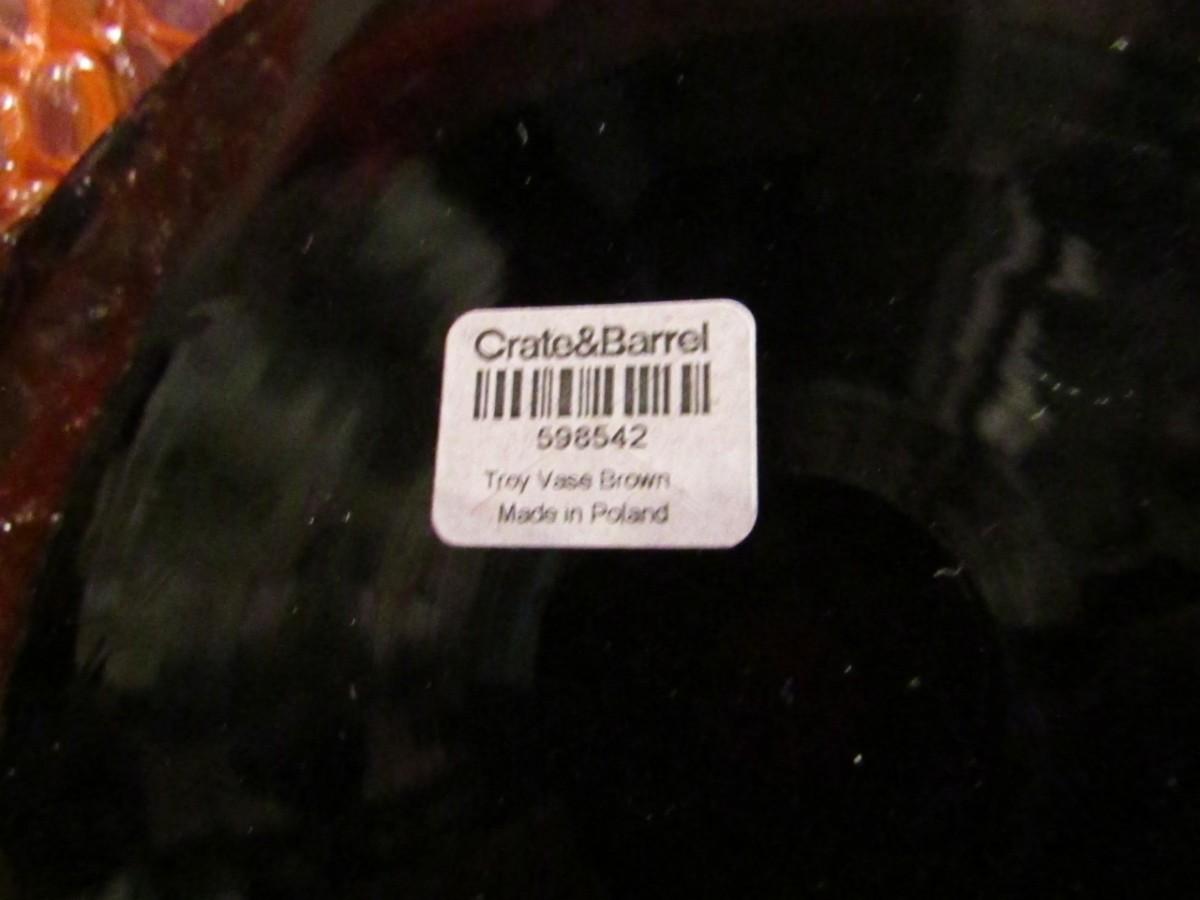 Crate&Barrel
598542
Troy Vase Brown
Made in Poland